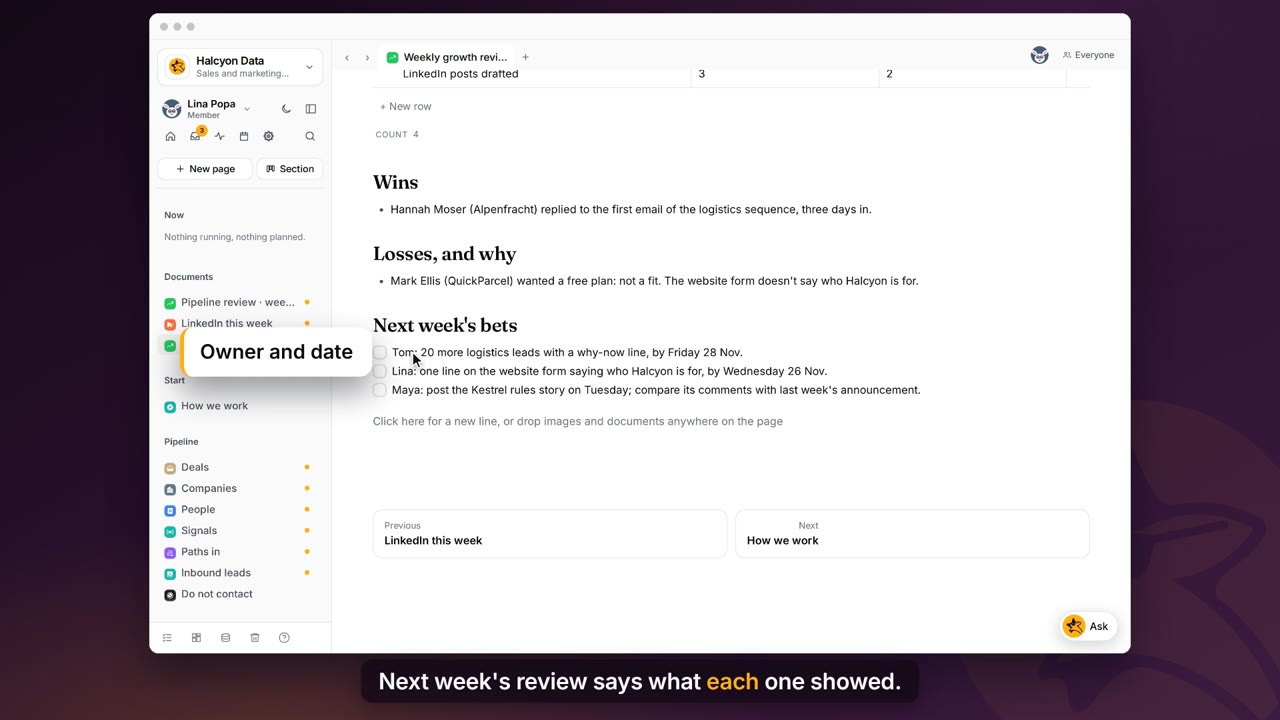 Halcyon Data
Sales and marketing...
Lina Popa
Member
3
+ New page
Section
Now
Nothing running, nothing planned.
Documents
Pipeline review · wee...
LinkedIn this week
Owner and date
Start
How we work
Pipeline
Deals
Companies
People
Signals
Paths in
Inbound leads
Do not contact
Weekly growth revi...
Everyone
LinkedIn posts drafted 3 2
+ New row
COUNT 4
Wins
• Hannah Moser (Alpenfracht) replied to the first email of the logistics sequence, three days in.
Losses, and why
• Mark Ellis (QuickParcel) wanted a free plan: not a fit. The website form doesn't say who Halcyon is for.
Next week's bets
Tom: 20 more logistics leads with a why-now line, by Friday 28 Nov.
Lina: one line on the website form saying who Halcyon is for, by Wednesday 26 Nov.
Maya: post the Kestrel rules story on Tuesday; compare its comments with last week's announcement.
Click here for a new line, or drop images and documents anywhere on the page
Previous
LinkedIn this week
Next
How we work
Ask
Next week's review says what each one showed.